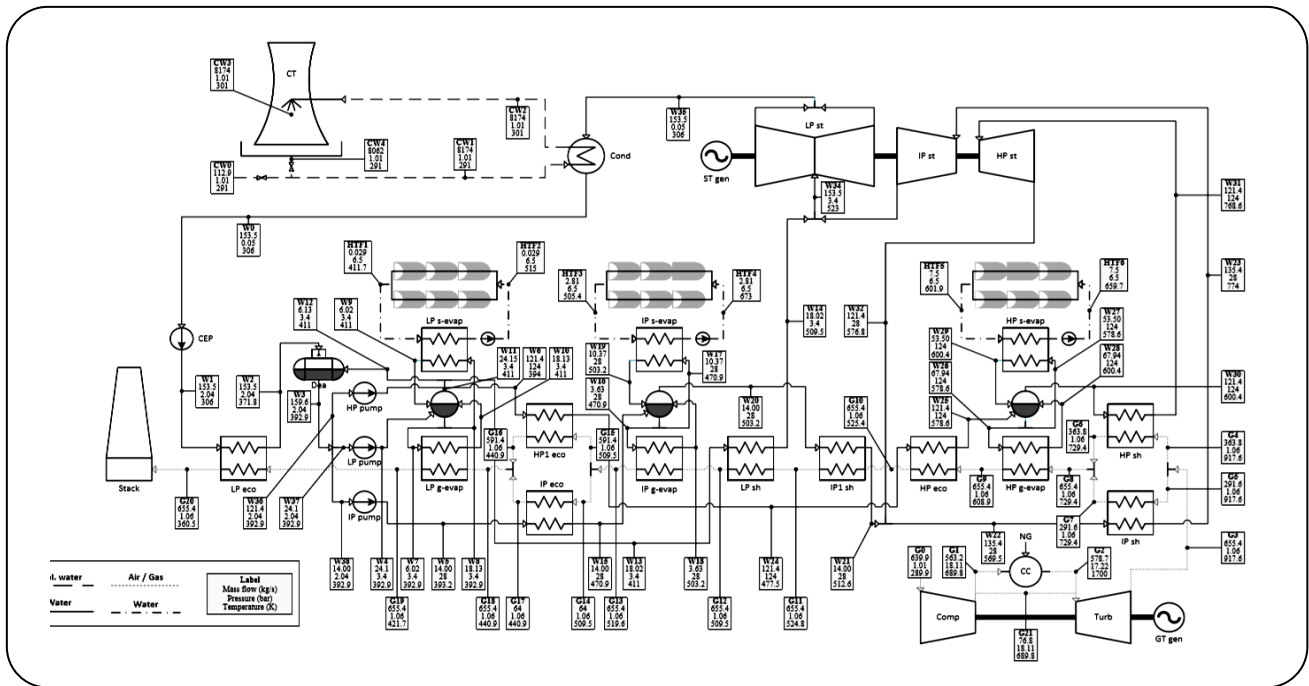 CT
CW3
8174
1.01
301
CW2
8174
1.01
301
CW4
8062
1.01
291
CW1
8174
1.01
291
CW0
112.9
1.01
291
Cond
W35
153.5
0.05
306
LP st
IP st
HP st
ST gen
W34
153.5
3.4
523
W31
121.4
124
768.6
W23
135.4
28
774
W0
153.5
0.05
306
HTF1
0.029
6.5
411.7
HTF2
0.029
6.5
515
HTF3
2.81
6.5
505.4
HTF4
2.81
6.5
673
7.5
6.5
601.9
7.5
6.5
659.7
LP s-evap
IP s-evap
HP s-evap
W12
6.13
3.4
411
W9
6.02
3.4
411
W11
24.15
3.4
411
W6
121.4
124
394
W10
18.13
3.4
411
W19
10.37
28
503.2
3.63
28
470.9
W17
10.37
28
470.9
W14
18.02
3.4
509.5
W32
121.4
28
576.8
W29
53.50
124
600.4
W27
53.50
124
578.6
W28
67.94
124
600.4
67.94
124
578.6
W25
121.4
124
578.6
W30
121.4
124
600.4
CEP
Dea
W1
153.5
2.04
306
W2
153.5
2.04
371.8
W3
159.6
2.04
392.9
HP pump
LP pump
IP pump
W20
14.00
28
503.2
G10
655.4
1.06
525.4
G16
591.4
1.06
440.9
G15
591.4
1.06
509.5
HP1 eco
IP eco
LP g-evap
IP g-evap
LP sh
IP1 sh
HP eco
HP g-evap
HP sh
IP sh
LP eco
Stack
G6
363.8
1.06
729.4
G4
363.8
1.06
917.6
G5
291.6
1.06
917.6
G3
655.4
1.06
917.6
G7
291.6
1.06
729.4
G8
655.4
1.06
729.4
G9
655.4
1.06
608.9
G20
655.4
1.06
360.5
W36
121.4
2.04
392.9
W37
24.1
2.04
392.9
14.00
2.04
392.9
W4
24.1
3.4
392.9
W7
6.02
3.4
392.9
W5
14.00
28
393.2
W8
18.13
3.4
392.9
G19
655.4
1.06
421.7
G18
655.4
1.06
440.9
G17
64
1.06
440.9
G14
64
1.06
509.5
W15
14.00
28
470.9
G13
655.4
1.06
519.6
W13
18.02
3.4
411
3.63
28
503.2
G12
655.4
1.06
509.5
W24
121.4
124
477.5
G11
655.4
1.06
524.8
W21
14.00
28
512.6
W22
135.4
28
569.5
G0
639.9
1.01
289.9
G1
563.2
18.11
689.8
NG
CC
G2
578.7
17.22
1700
Comp
Turb
GT gen
G21
76.8
18.11
689.8
l. water
Air / Gas
Water
Water
Label
Mass flow (kg/s)
Pressure (bar)
Temperature (K)